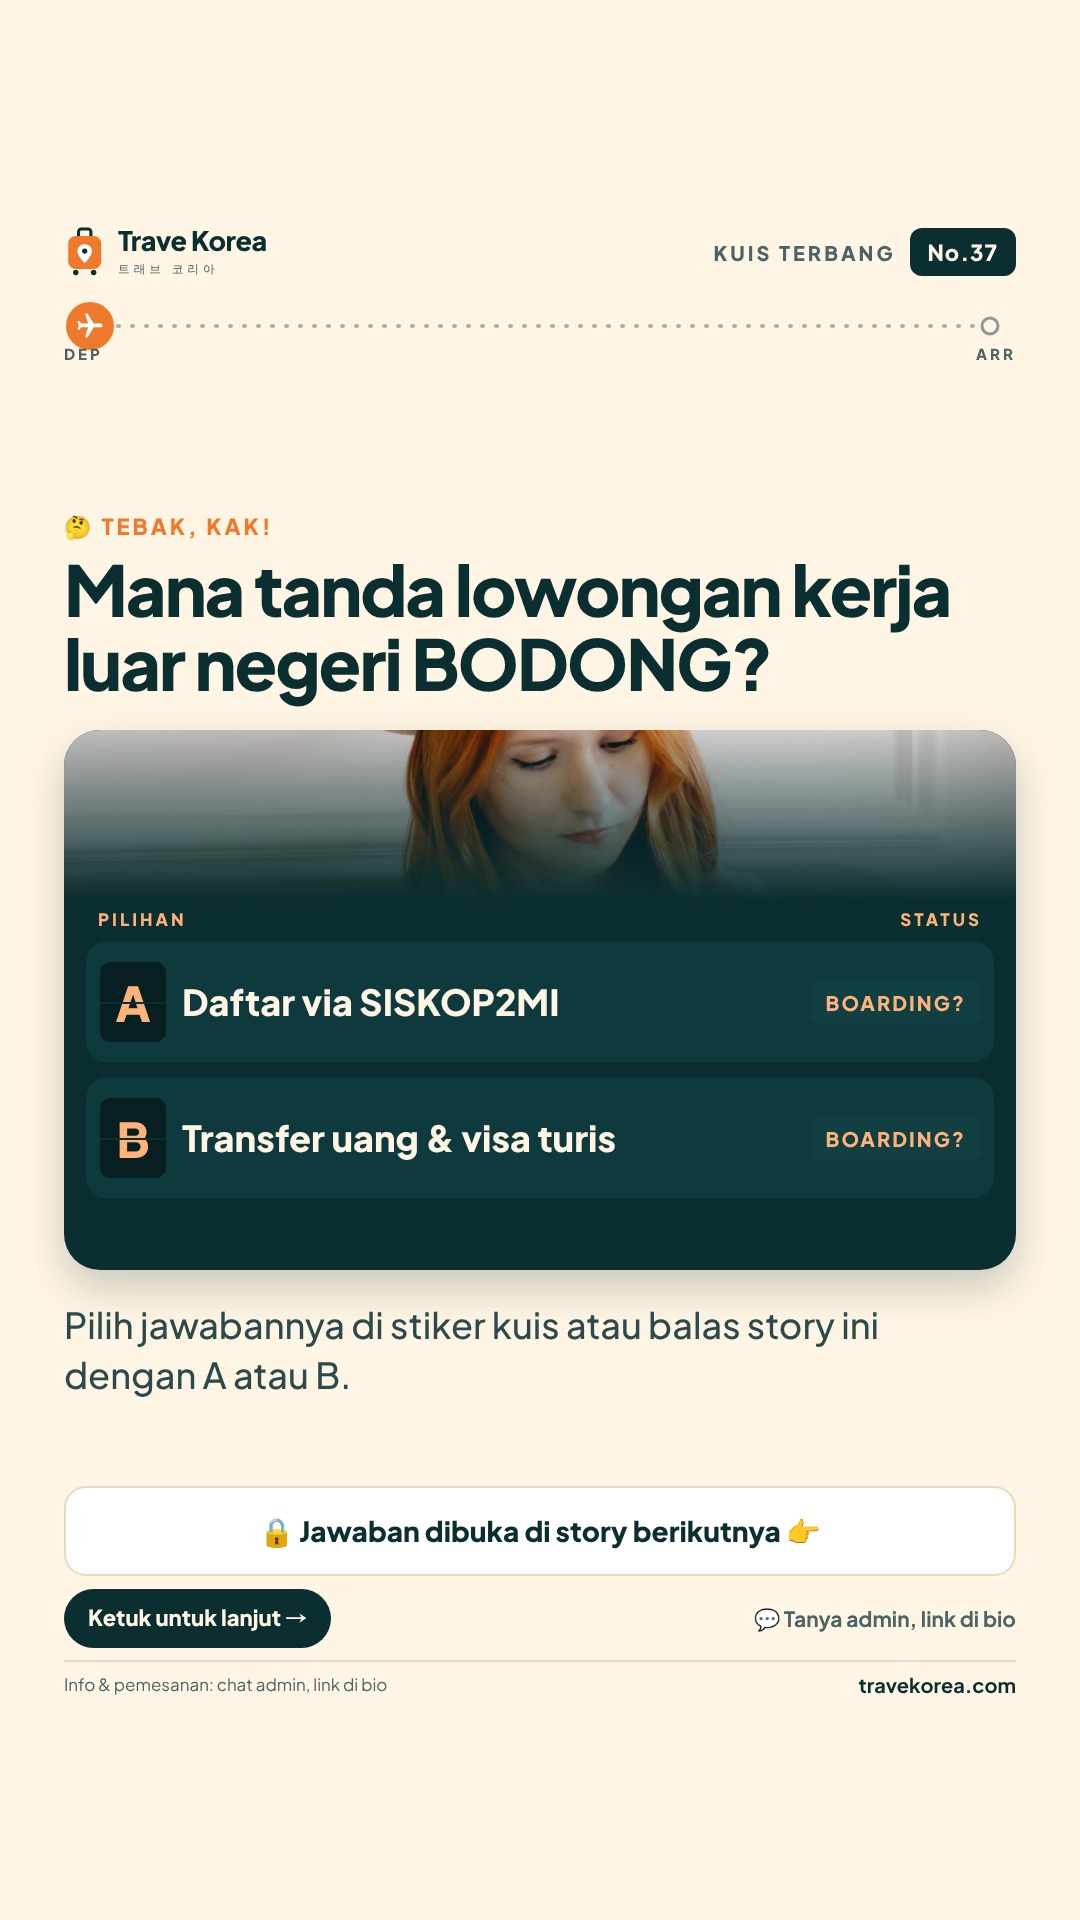 Trave Korea
트래브 코리아
KUIS TERBANG
No.37
DEP
ARR
🤔 TEBAK, KAK!
Mana tanda lowongan kerja
luar negeri BODONG?
PILIHAN
STATUS
A
Daftar via SISKOP2MI
BOARDING?
B
Transfer uang & visa turis
BOARDING?
Pilih jawabannya di stiker kuis atau balas story ini
dengan A atau B.
🔒 Jawaban dibuka di story berikutnya 👉
Ketuk untuk lanjut →
💬 Tanya admin, link di bio
Info & pemesanan: chat admin, link di bio
travekorea.com